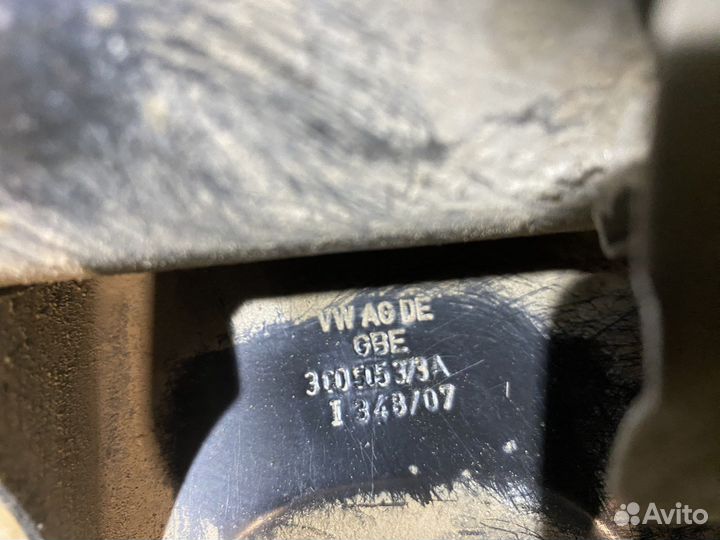 VW AG DE
GBE
3C0505373A
I 348/07
Avito